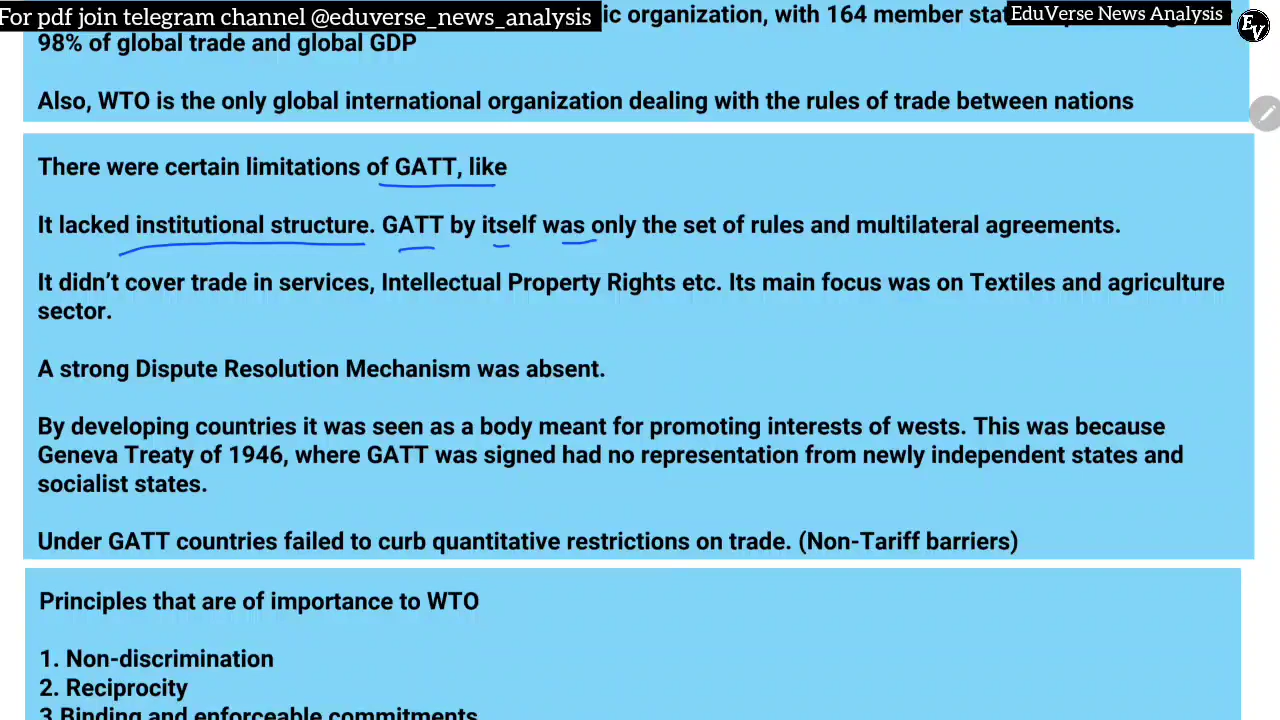 For pdf join telegram channel @eduverse_news_analysis
EduVerse News Analysis
EV
ic organization, with 164 member
98% of global trade and global GDP
Also, WTO is the only global international organization dealing with the rules of trade between nations
There were certain limitations of GATT, like
It lacked institutional structure. GATT by itself was only the set of rules and multilateral agreements.
It didn’t cover trade in services, Intellectual Property Rights etc. Its main focus was on Textiles and agriculture
sector.
A strong Dispute Resolution Mechanism was absent.
By developing countries it was seen as a body meant for promoting interests of wests. This was because
Geneva Treaty of 1946, where GATT was signed had no representation from newly independent states and
socialist states.
Under GATT countries failed to curb quantitative restrictions on trade. (Non-Tariff barriers)
Principles that are of importance to WTO
1. Non-discrimination
2. Reciprocity
3.Binding and enforceable commitments